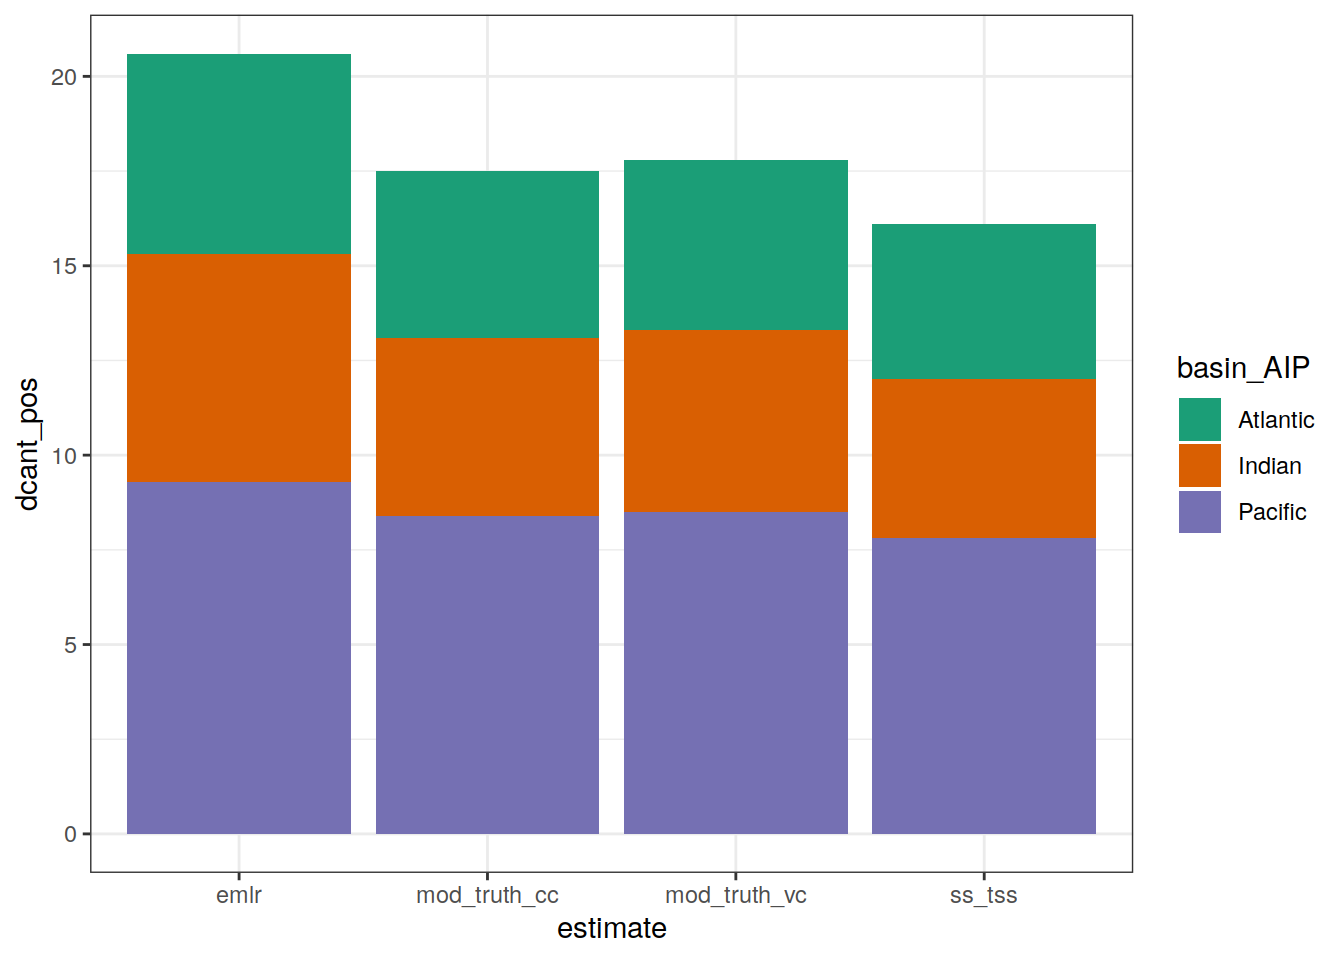 20
15
10
5
0
dcant_pos
emlr
mod_truth_cc
mod_truth_vc
ss_tss
estimate
basin_AIP
Atlantic
Indian
Pacific